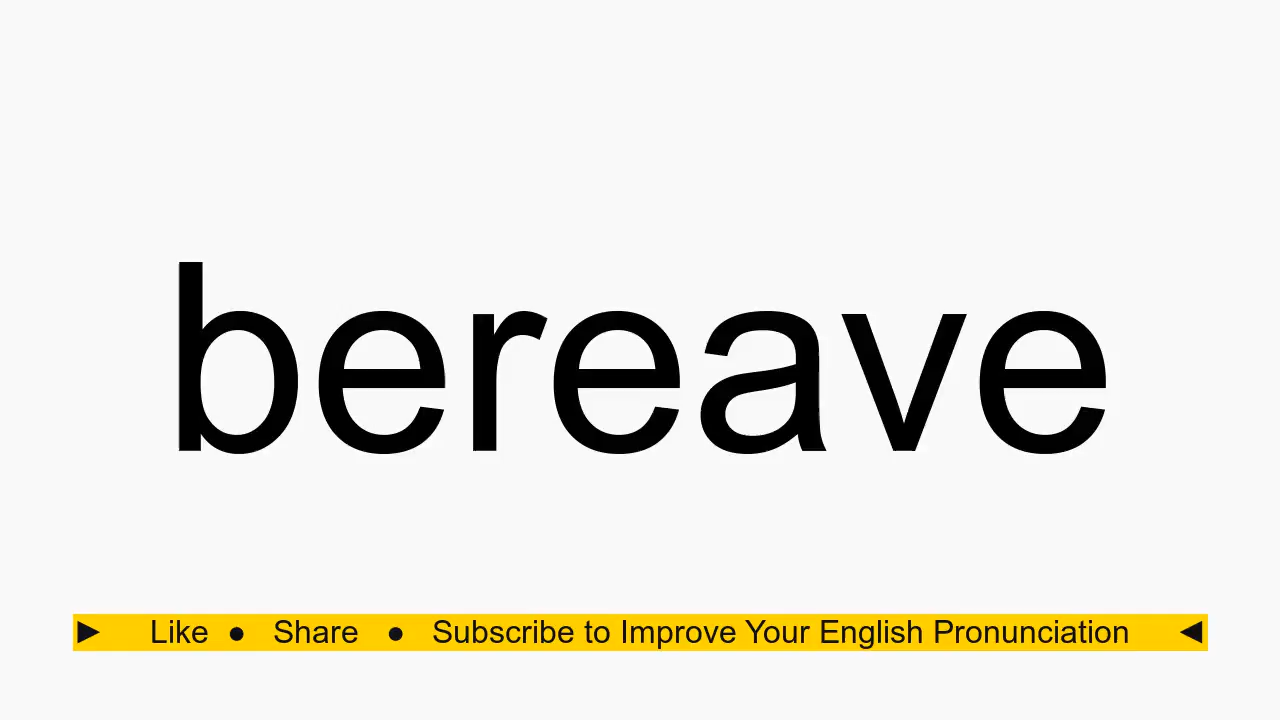 bereave
▶ Like ● Share ● Subscribe to Improve Your English Pronunciation ◀